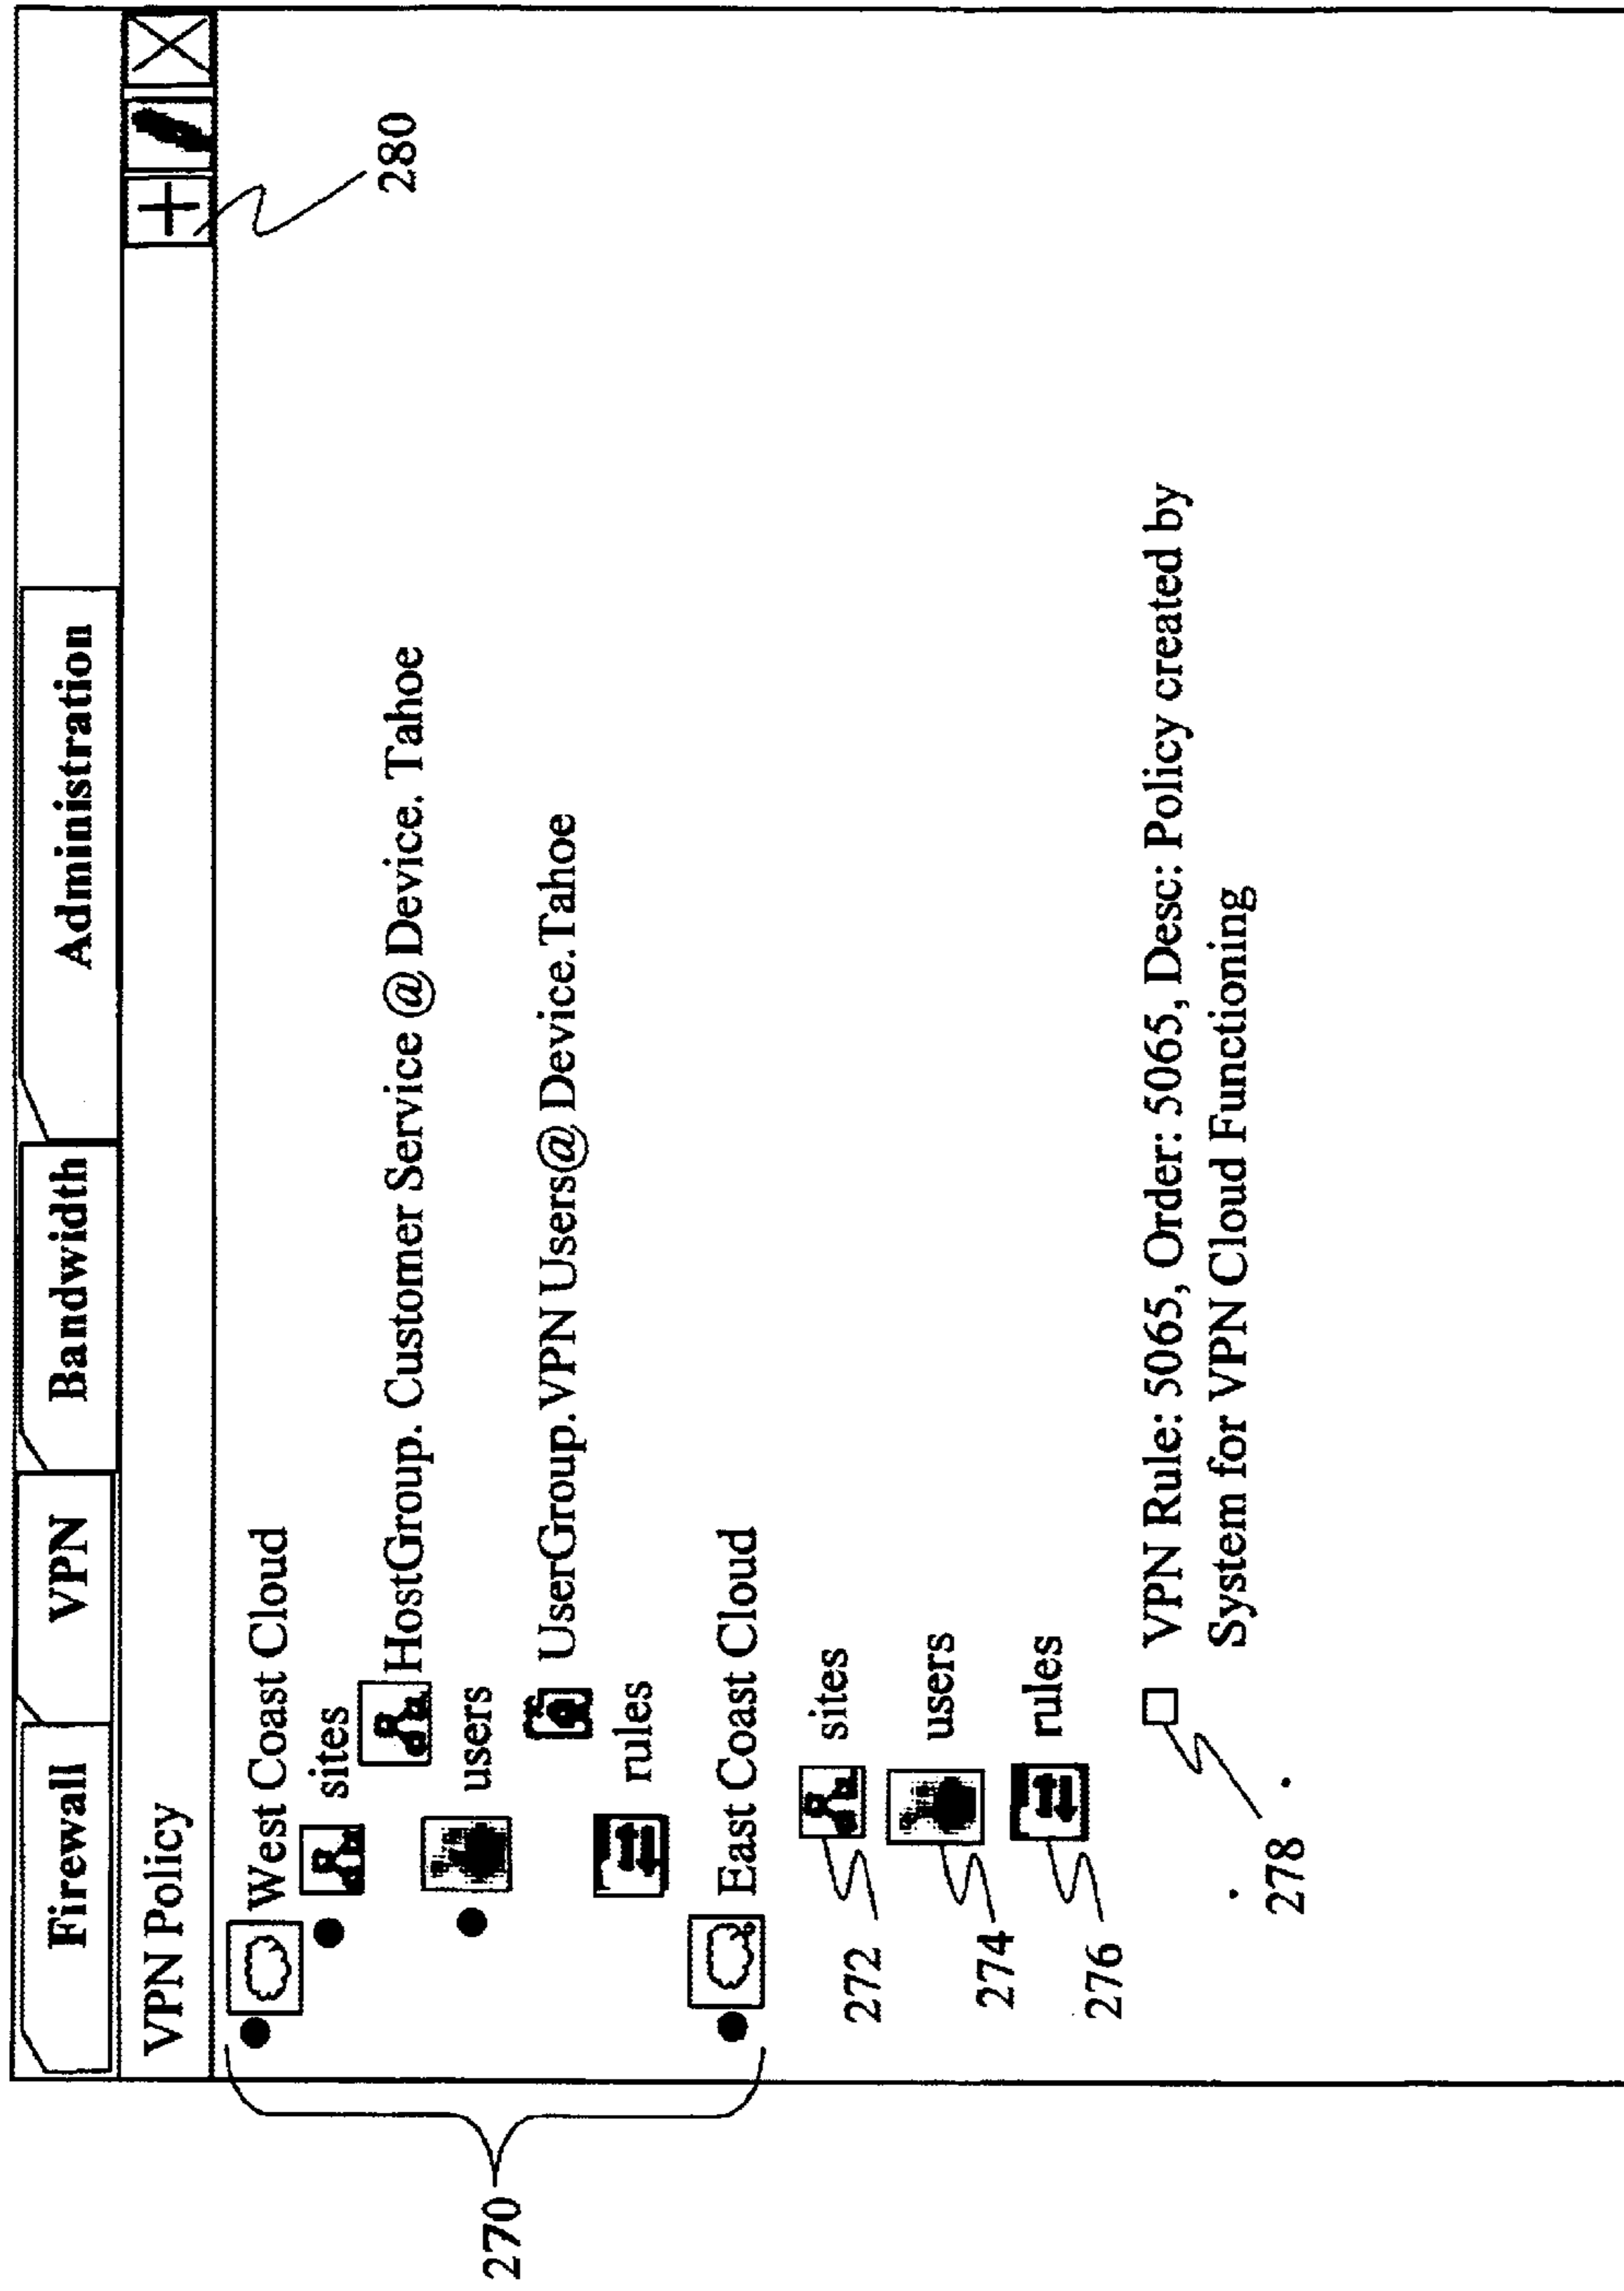 Firewall
VPN
Bandwidth
Administration
VPN Policy
280
West Coast Cloud
sites
HostGroup. Customer Service @ Device. Tahoe
users
UserGroup. VPN Users@ Device.Tahoe
rules
270
East Coast Cloud
272
sites
274
users
276
rules
278
VPN Rule: 5065, Order: 5065, Desc: Policy created by
System for VPN Cloud Functioning